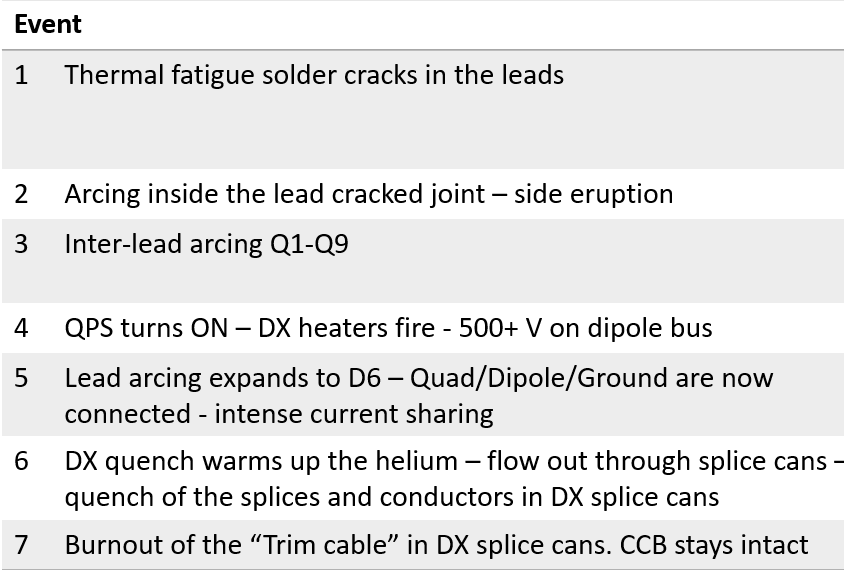 Event
1 Thermal fatigue solder cracks in the leads
2 Arcing inside the lead cracked joint – side eruption
3 Inter-lead arcing Q1-Q9
4 QPS turns ON – DX heaters fire - 500+ V on dipole bus
5 Lead arcing expands to D6 – Quad/Dipole/Ground are now
connected - intense current sharing
6 DX quench warms up the helium – flow out through splice cans –
quench of the splices and conductors in DX splice cans
7 Burnout of the “Trim cable” in DX splice cans. CCB stays intact